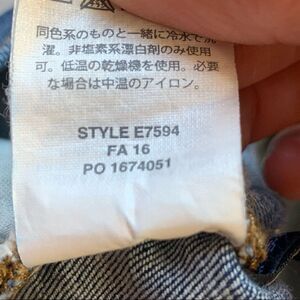 同色系のものと一緒に冷水で洗
濯。非塩素系漂白剤のみ使用
可。低温の乾燥機を使用。必要
な場合は中温のアイロン。
STYLE E7594
FA 16
PO 1674051